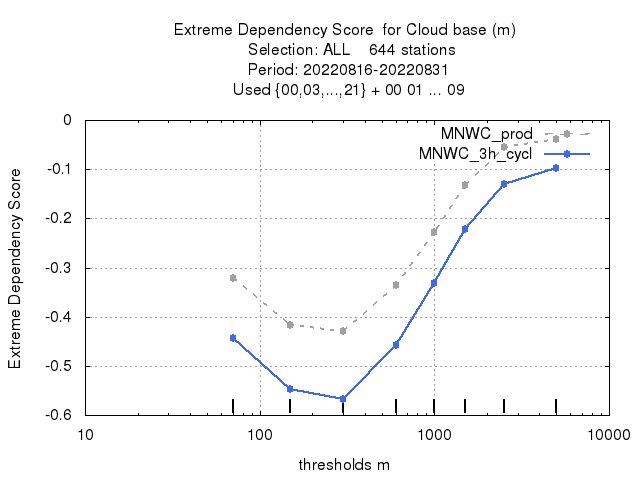 Extreme Dependency Score  for Cloud base (m)
Selection: ALL    644 stations
Period: 20220816-20220831
Used {00,03,...,21} + 00 01 ... 09
MNWC_prod
MNWC_3h_cycl
0
-0.1
-0.2
-0.3
-0.4
-0.5
-0.6
Extreme Dependency Score
10 100 1000 10000
thresholds m